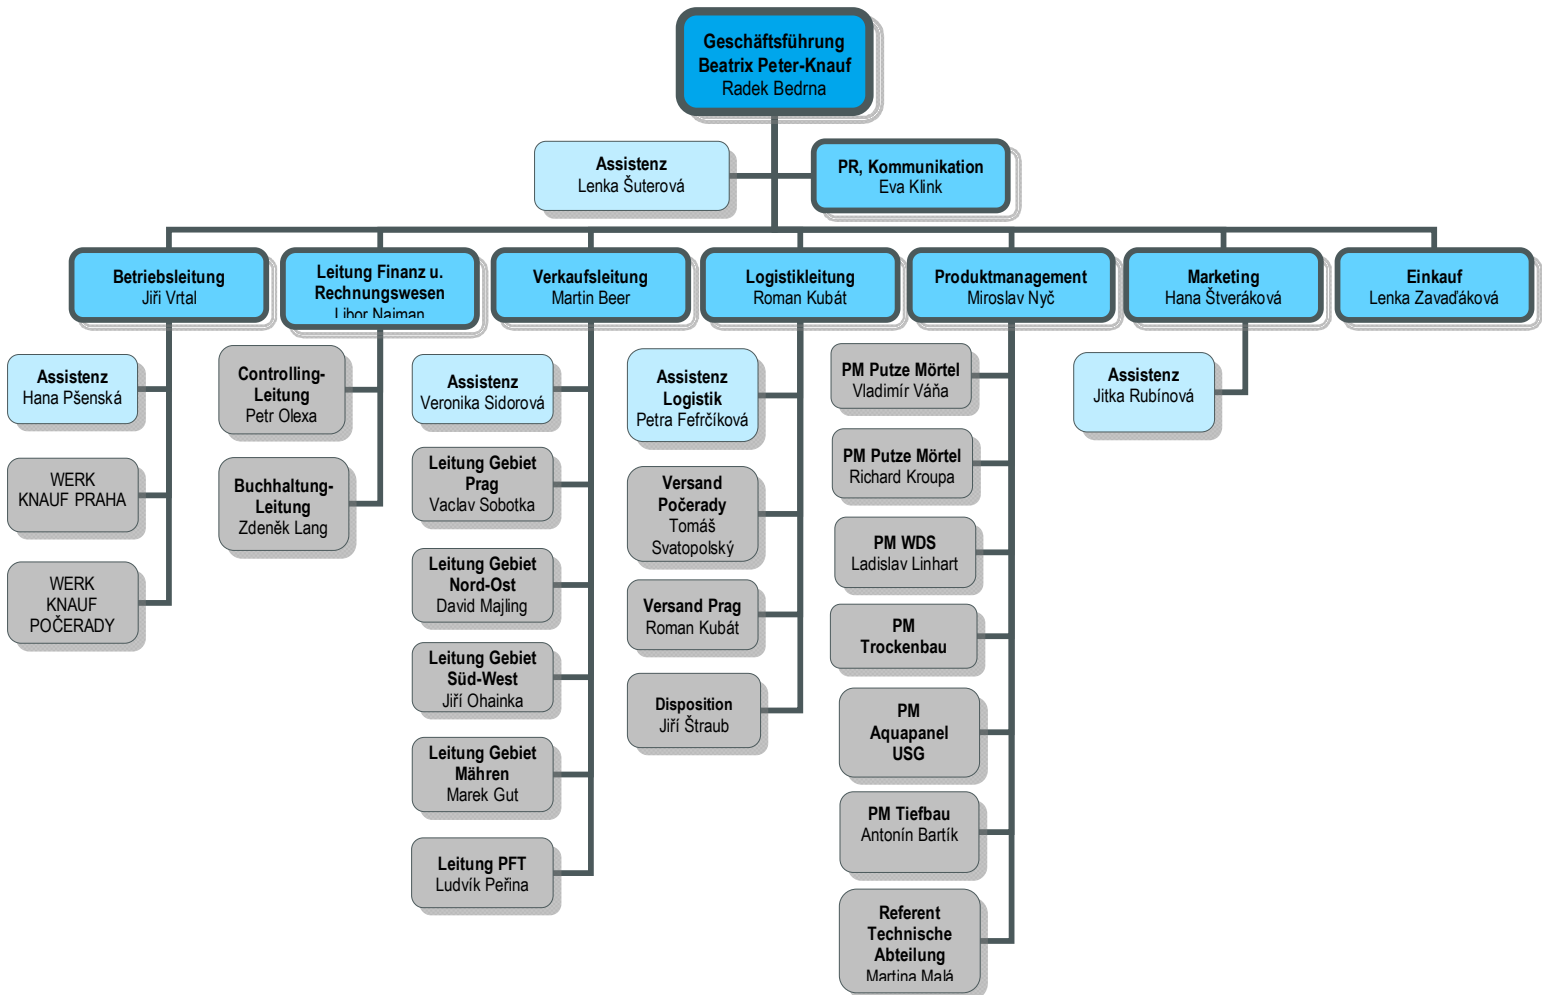 Geschäftsführung
Beatrix Peter-Knauf
Radek Bedrna
Assistenz
Lenka Šuterová
PR, Kommunikation
Eva Klink
Betriebsleitung
Jiři Vrtal
Leitung Finanz u.
Rechnungswesen
Libor Najman
Verkaufsleitung
Martin Beer
Logistikleitung
Roman Kubát
Produktmanagement
Miroslav Nyč
Marketing
Hana Štveráková
Einkauf
Lenka Zavaďáková
Assistenz
Hana Pšenská
WERK
KNAUF PRAHA
WERK
KNAUF
POČERADY
Controlling-
Leitung
Petr Olexa
Buchhaltung-
Leitung
Zdeněk Lang
Assistenz
Veronika Sidorová
Leitung Gebiet
Prag
Vaclav Sobotka
Leitung Gebiet
Nord-Ost
David Majling
Leitung Gebiet
Süd-West
Jiří Ohainka
Leitung Gebiet
Mähren
Marek Gut
Leitung PFT
Ludvík Peřina
Assistenz
Logistik
Petra Fefrčíková
Versand
Počerady
Tomáš
Svatopolský
Versand Prag
Roman Kubát
Disposition
Jiří Štraub
PM Putze Mörtel
Vladimír Váňa
PM Putze Mörtel
Richard Kroupa
PM WDS
Ladislav Linhart
PM
Trockenbau
PM
Aquapanel
USG
PM Tiefbau
Antonín Bartík
Referent
Technische
Abteilung
Martina Malá
Assistenz
Jitka Rubínová